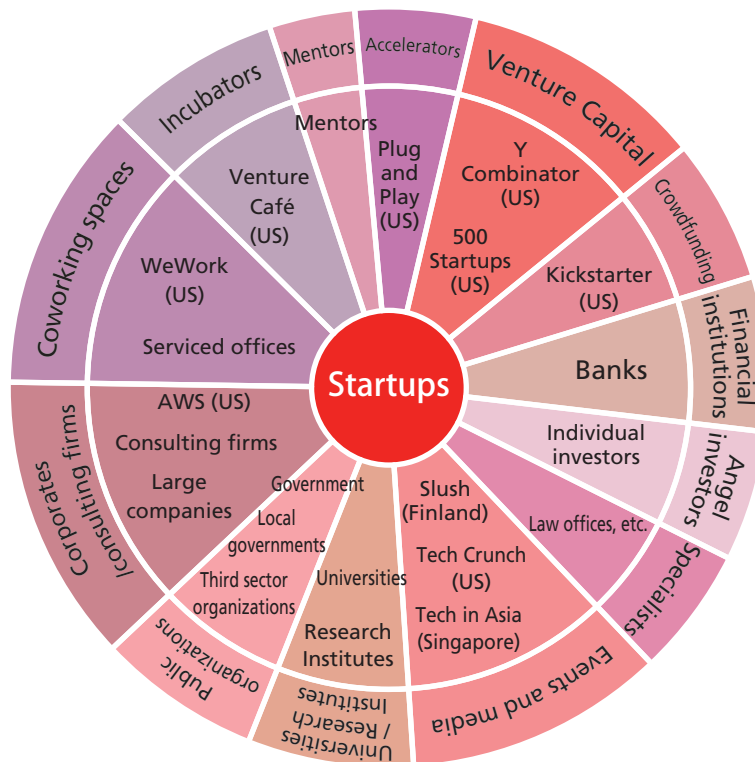 Startups
Venture Capital
Y
Combinator
(US)
500
Startups
(US)
Crowdfunding
Kickstarter
(US)
Financial
institutions
Banks
Angel
investors
Individual
investors
Specialists
Law offices, etc.
Events and media
Slush
(Finland)
Tech Crunch
(US)
Tech in Asia
(Singapore)
Universities
/ Research
Institutes
Universities
Research
Institutes
Public
organizations
Government
Local
governments
Third sector
organizations
Corporates
/consulting firms
AWS (US)
Consulting firms
Large
companies
Coworking spaces
WeWork
(US)
Serviced offices
Incubators
Venture
Café
(US)
Mentors
Mentors
Accelerators
Plug
and
Play
(US)